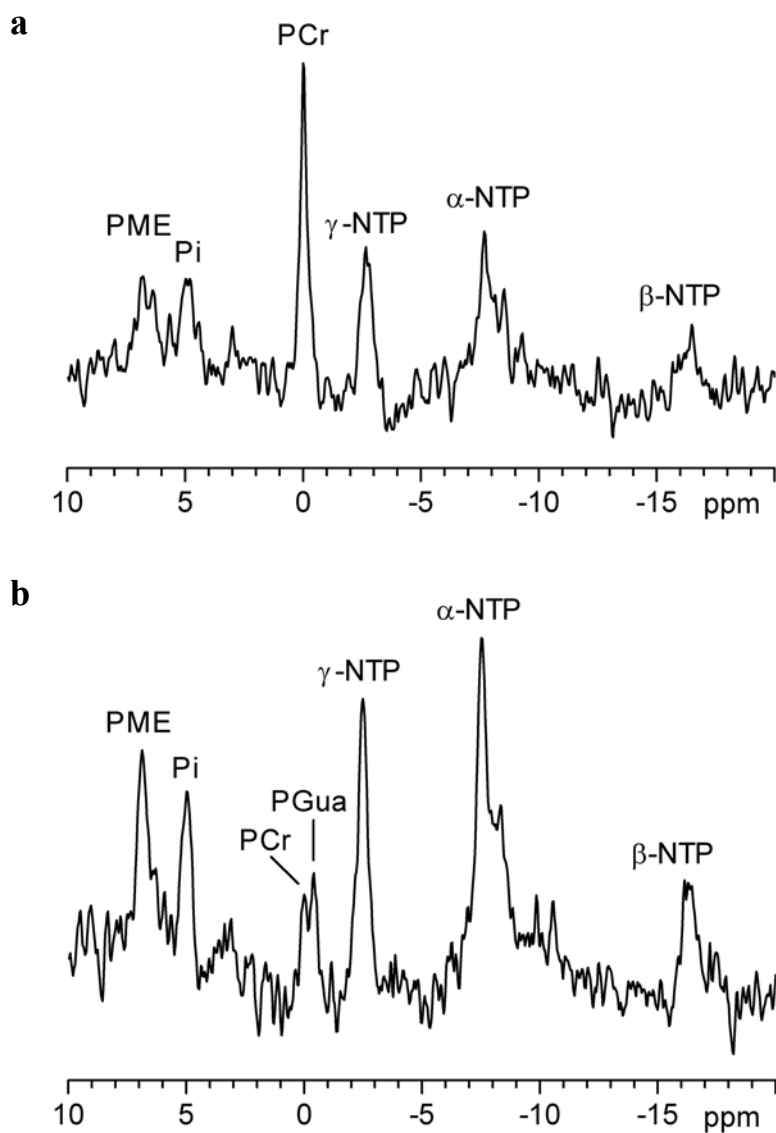 a
PCr
γ-NTP
α-NTP
PME
Pi
β-NTP
10 5 0 -5 -10 -15 ppm
b
α-NTP
γ-NTP
PME
Pi
PGua
PCr
β-NTP
10 5 0 -5 -10 -15 ppm